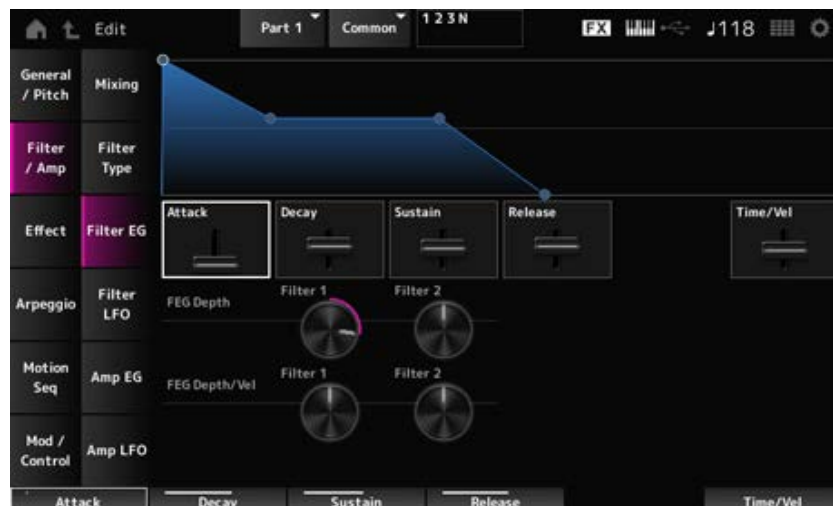 Edit
Part 1
Common
1 2 3 N
FX
♩118
General / Pitch
Mixing
Filter / Amp
Filter Type
Effect
Filter EG
Arpeggio
Filter LFO
Motion Seq
Amp EG
Mod / Control
Amp LFO
Attack
Decay
Sustain
Release
Time/Vel
FEG Depth
Filter 1
Filter 2
FEG Depth/Vel
Filter 1
Filter 2
Attack
Decay
Sustain
Release
Time/Vel